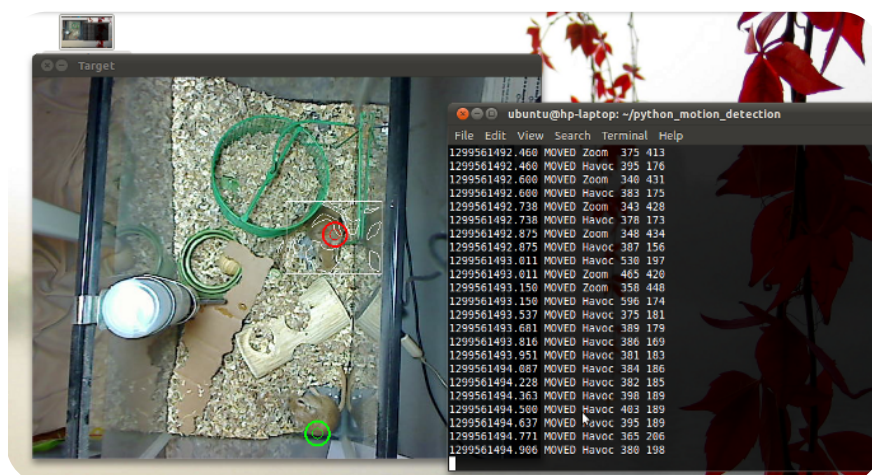 Target
ubuntu@hp-laptop: ~/python_motion_detection
File Edit View Search Terminal Help
1299561492.460 MOVED Zoom  375 413
1299561492.460 MOVED Havoc 395 176
1299561492.600 MOVED Zoom  340 431
1299561492.600 MOVED Havoc 383 175
1299561492.738 MOVED Zoom  343 428
1299561492.738 MOVED Havoc 378 173
1299561492.875 MOVED Zoom  348 434
1299561492.875 MOVED Havoc 387 156
1299561493.011 MOVED Havoc 530 197
1299561493.011 MOVED Zoom  465 420
1299561493.150 MOVED Zoom  358 448
1299561493.150 MOVED Havoc 596 174
1299561493.537 MOVED Havoc 375 181
1299561493.681 MOVED Havoc 389 179
1299561493.816 MOVED Havoc 386 169
1299561493.951 MOVED Havoc 381 183
1299561494.087 MOVED Havoc 384 186
1299561494.228 MOVED Havoc 382 185
1299561494.363 MOVED Havoc 398 189
1299561494.500 MOVED Havoc 403 189
1299561494.637 MOVED Havoc 395 189
1299561494.771 MOVED Havoc 365 206
1299561494.906 MOVED Havoc 380 198